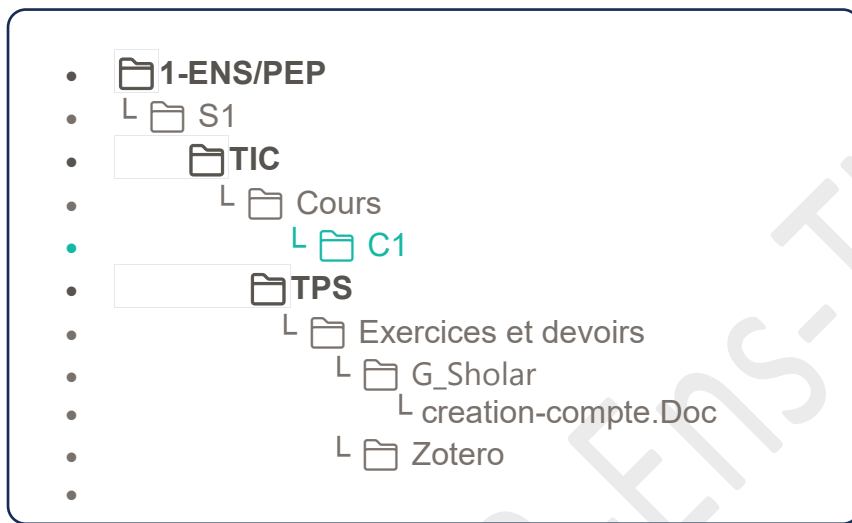 1-ENS/PEP
S1
TIC
Cours
C1
TPS
Exercices et devoirs
G_Sholar
creation-compte.Doc
Zotero